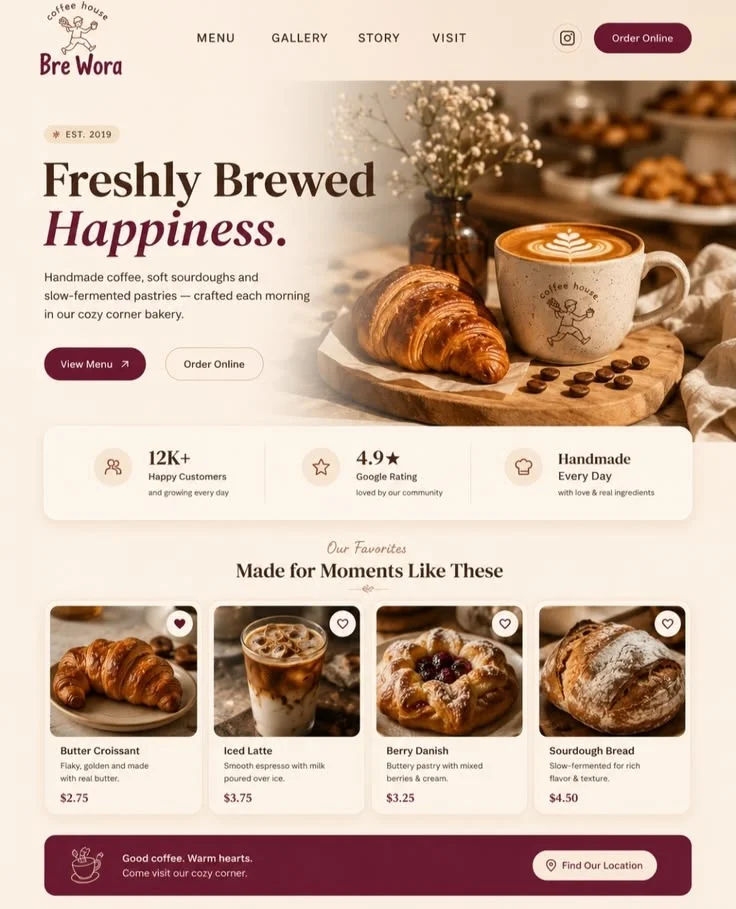 coffee house
Bre Wora
MENU
GALLERY
STORY
VISIT
Order Online
EST. 2019
Freshly Brewed
Happiness.
Handmade coffee, soft sourdoughs and
slow-fermented pastries — crafted each morning
in our cozy corner bakery.
View Menu
Order Online
coffee house
12K+
Happy Customers
and growing every day
4.9★
Google Rating
loved by our community
Handmade
Every Day
with love & real ingredients
Our Favorites
Made for Moments Like These
Butter Croissant
Flaky, golden and made
with real butter.
$2.75
Iced Latte
Smooth espresso with milk
poured over ice.
$3.75
Berry Danish
Buttery pastry with mixed
berries & cream.
$3.25
Sourdough Bread
Slow-fermented for rich
flavor & texture.
$4.50
Good coffee. Warm hearts.
Come visit our cozy corner.
Find Our Location